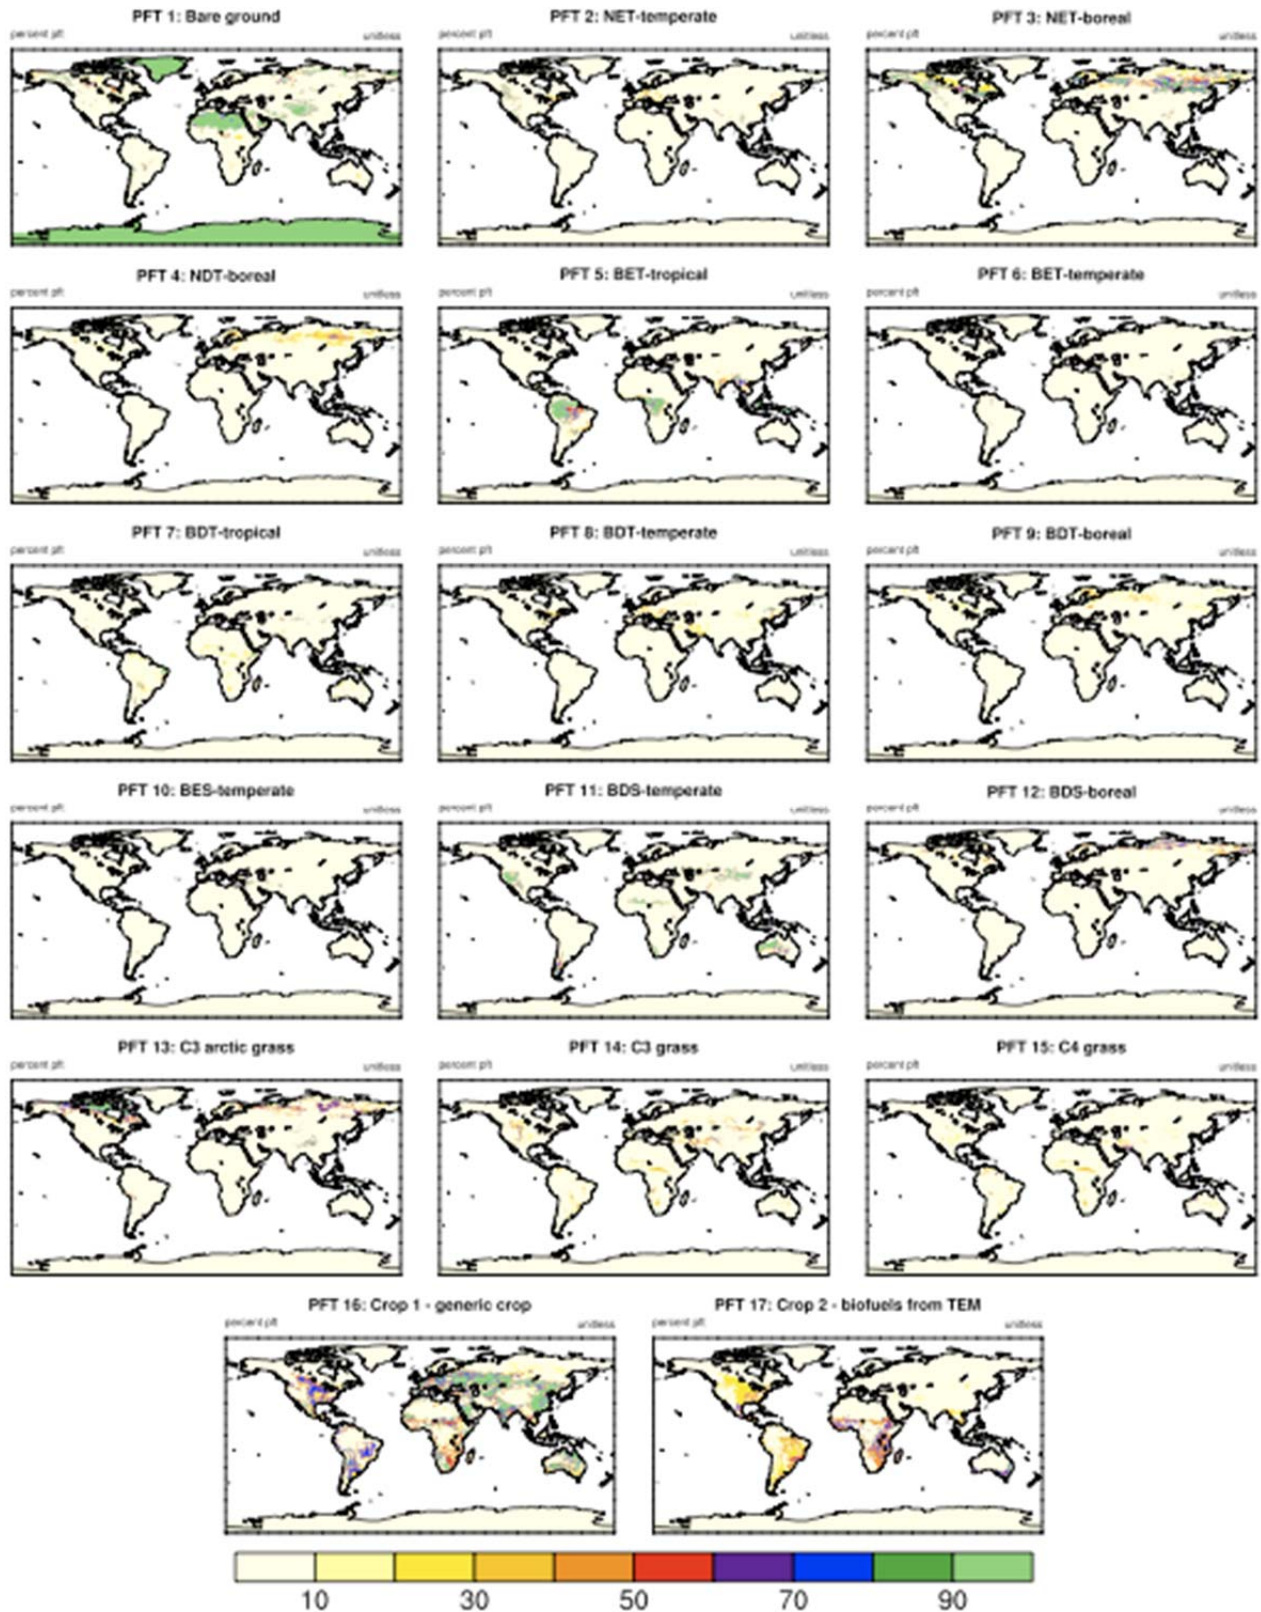 PFT 1: Bare ground PFT 2: NET-temperate PFT 3: NET-boreal
percent pft unitless percent pft unitless percent pft unitless
PFT 4: NDT-boreal PFT 5: BET-tropical PFT 6: BET-temperate
percent pft unitless percent pft unitless percent pft unitless
PFT 7: BDT-tropical PFT 8: BDT-temperate PFT 9: BDT-boreal
percent pft unitless percent pft unitless percent pft unitless
PFT 10: BES-temperate PFT 11: BDS-temperate PFT 12: BDS-boreal
percent pft unitless percent pft unitless percent pft unitless
PFT 13: C3 arctic grass PFT 14: C3 grass PFT 15: C4 grass
percent pft unitless percent pft unitless percent pft unitless
PFT 16: Crop 1 - generic crop PFT 17: Crop 2 - biofuels from TEM
percent pft unitless percent pft unitless
10 30 50 70 90